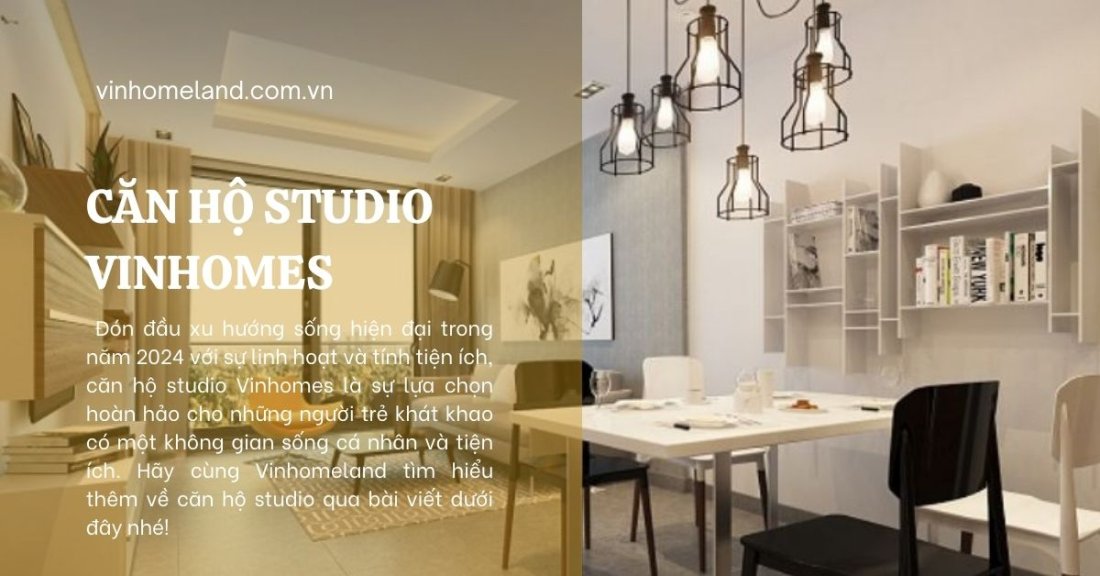 vinhomeland.com.vn
CĂN HỘ STUDIO
VINHOMES
Đón đầu xu hướng sống hiện đại trong
năm 2024 với sự linh hoạt và tính tiện ích,
căn hộ studio Vinhomes là sự lựa chọn
hoàn hảo cho những người trẻ khát khao
có một không gian sống cá nhân và tiện
ích. Hãy cùng Vinhomeland tìm hiểu
thêm về căn hộ studio qua bài viết dưới
đây nhé!